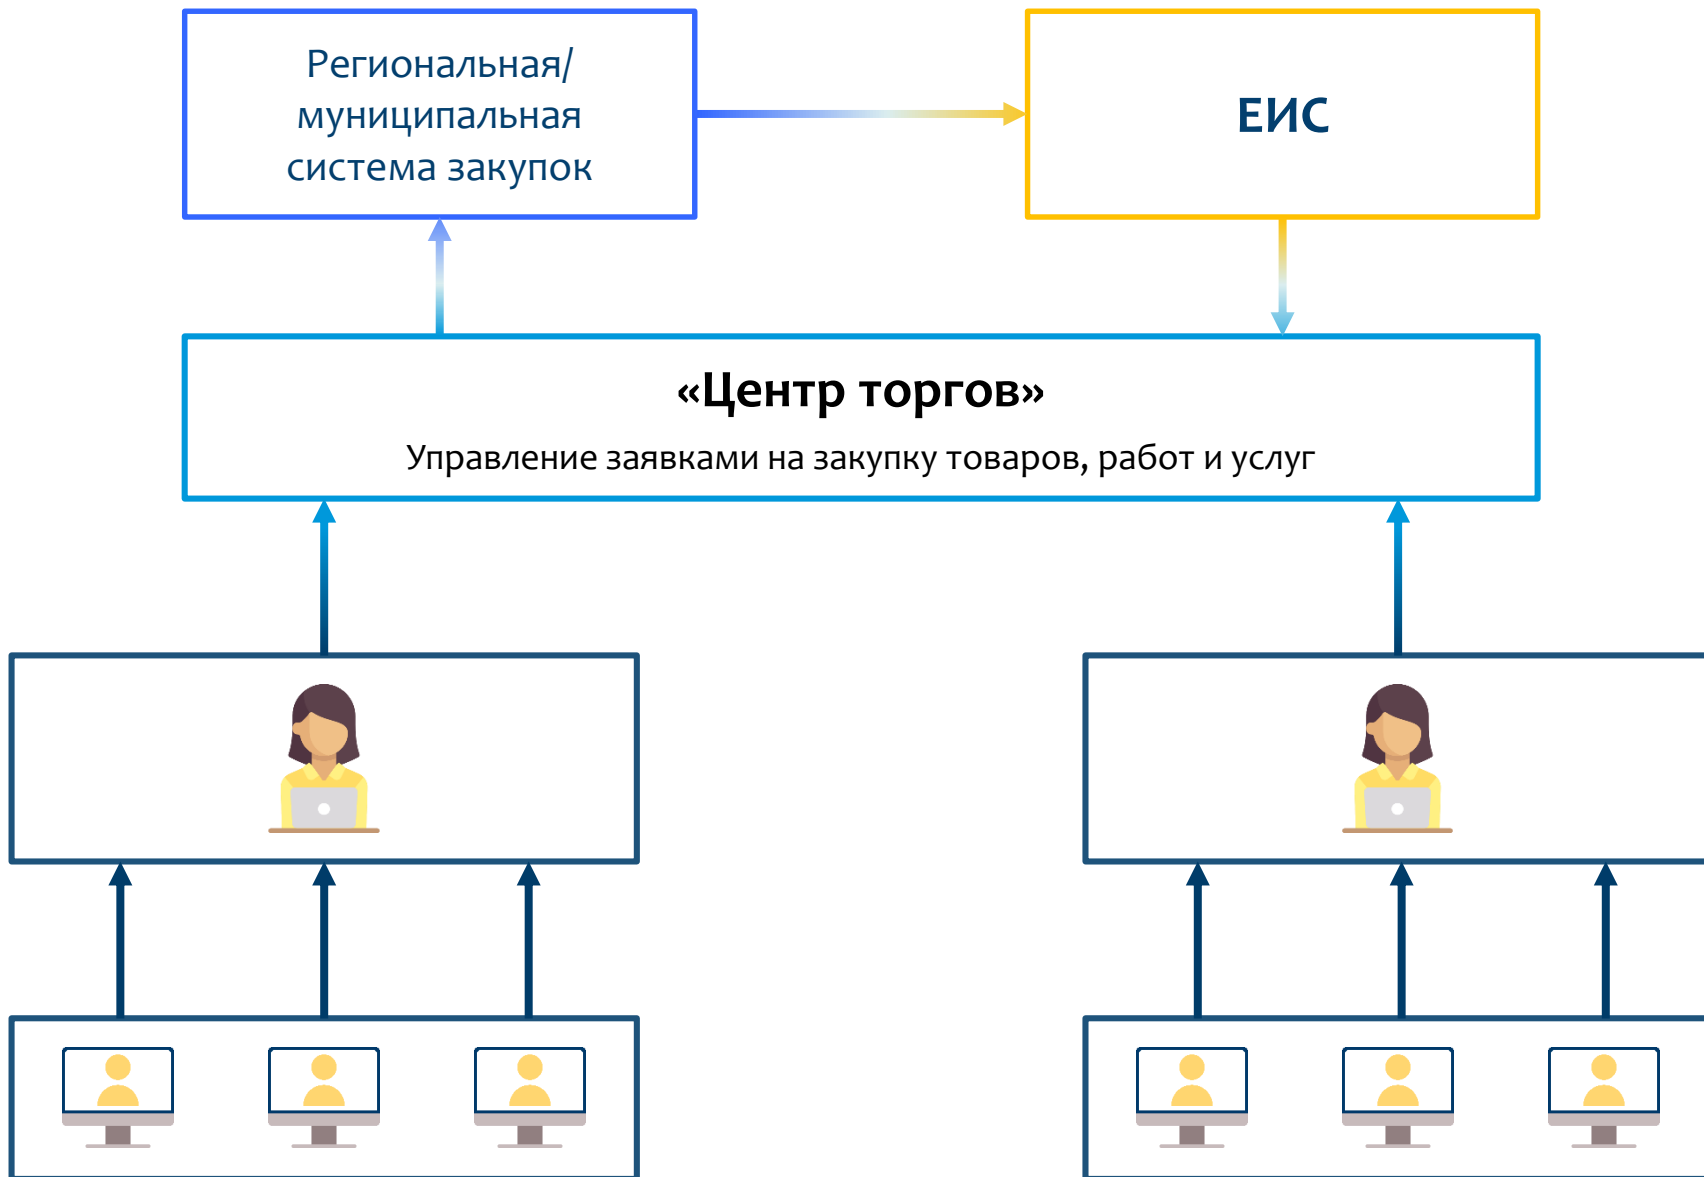 Региональная/
муниципальная
система закупок
ЕИС
«Центр торгов»
Управление заявками на закупку товаров, работ и услуг